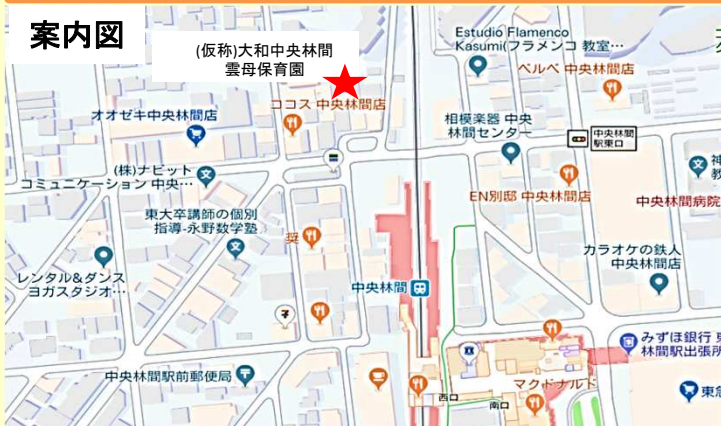 案内図
(仮称)大和中央林間
雲母保育園
Estudio Flamenco
Kasumi(フラメンコ 教室…
ベルベ 中央林間店
ココス 中央林間店
オオゼキ中央林間店
相模楽器 中央
林間センター
中央林間
駅東口
(株)ナビット
コミュニケーション 中央…
EN別邸 中央林間店
中央林間病院
東大卒講師の個別
指導-永野数学塾
奨
カラオケの鉄人
中央林間店
レンタル&ダンス
ヨガスタジオ…
中央林間
みずほ銀行
林間駅出張所
中央林間駅前郵便局
マクドナルド
西口
南口
東急